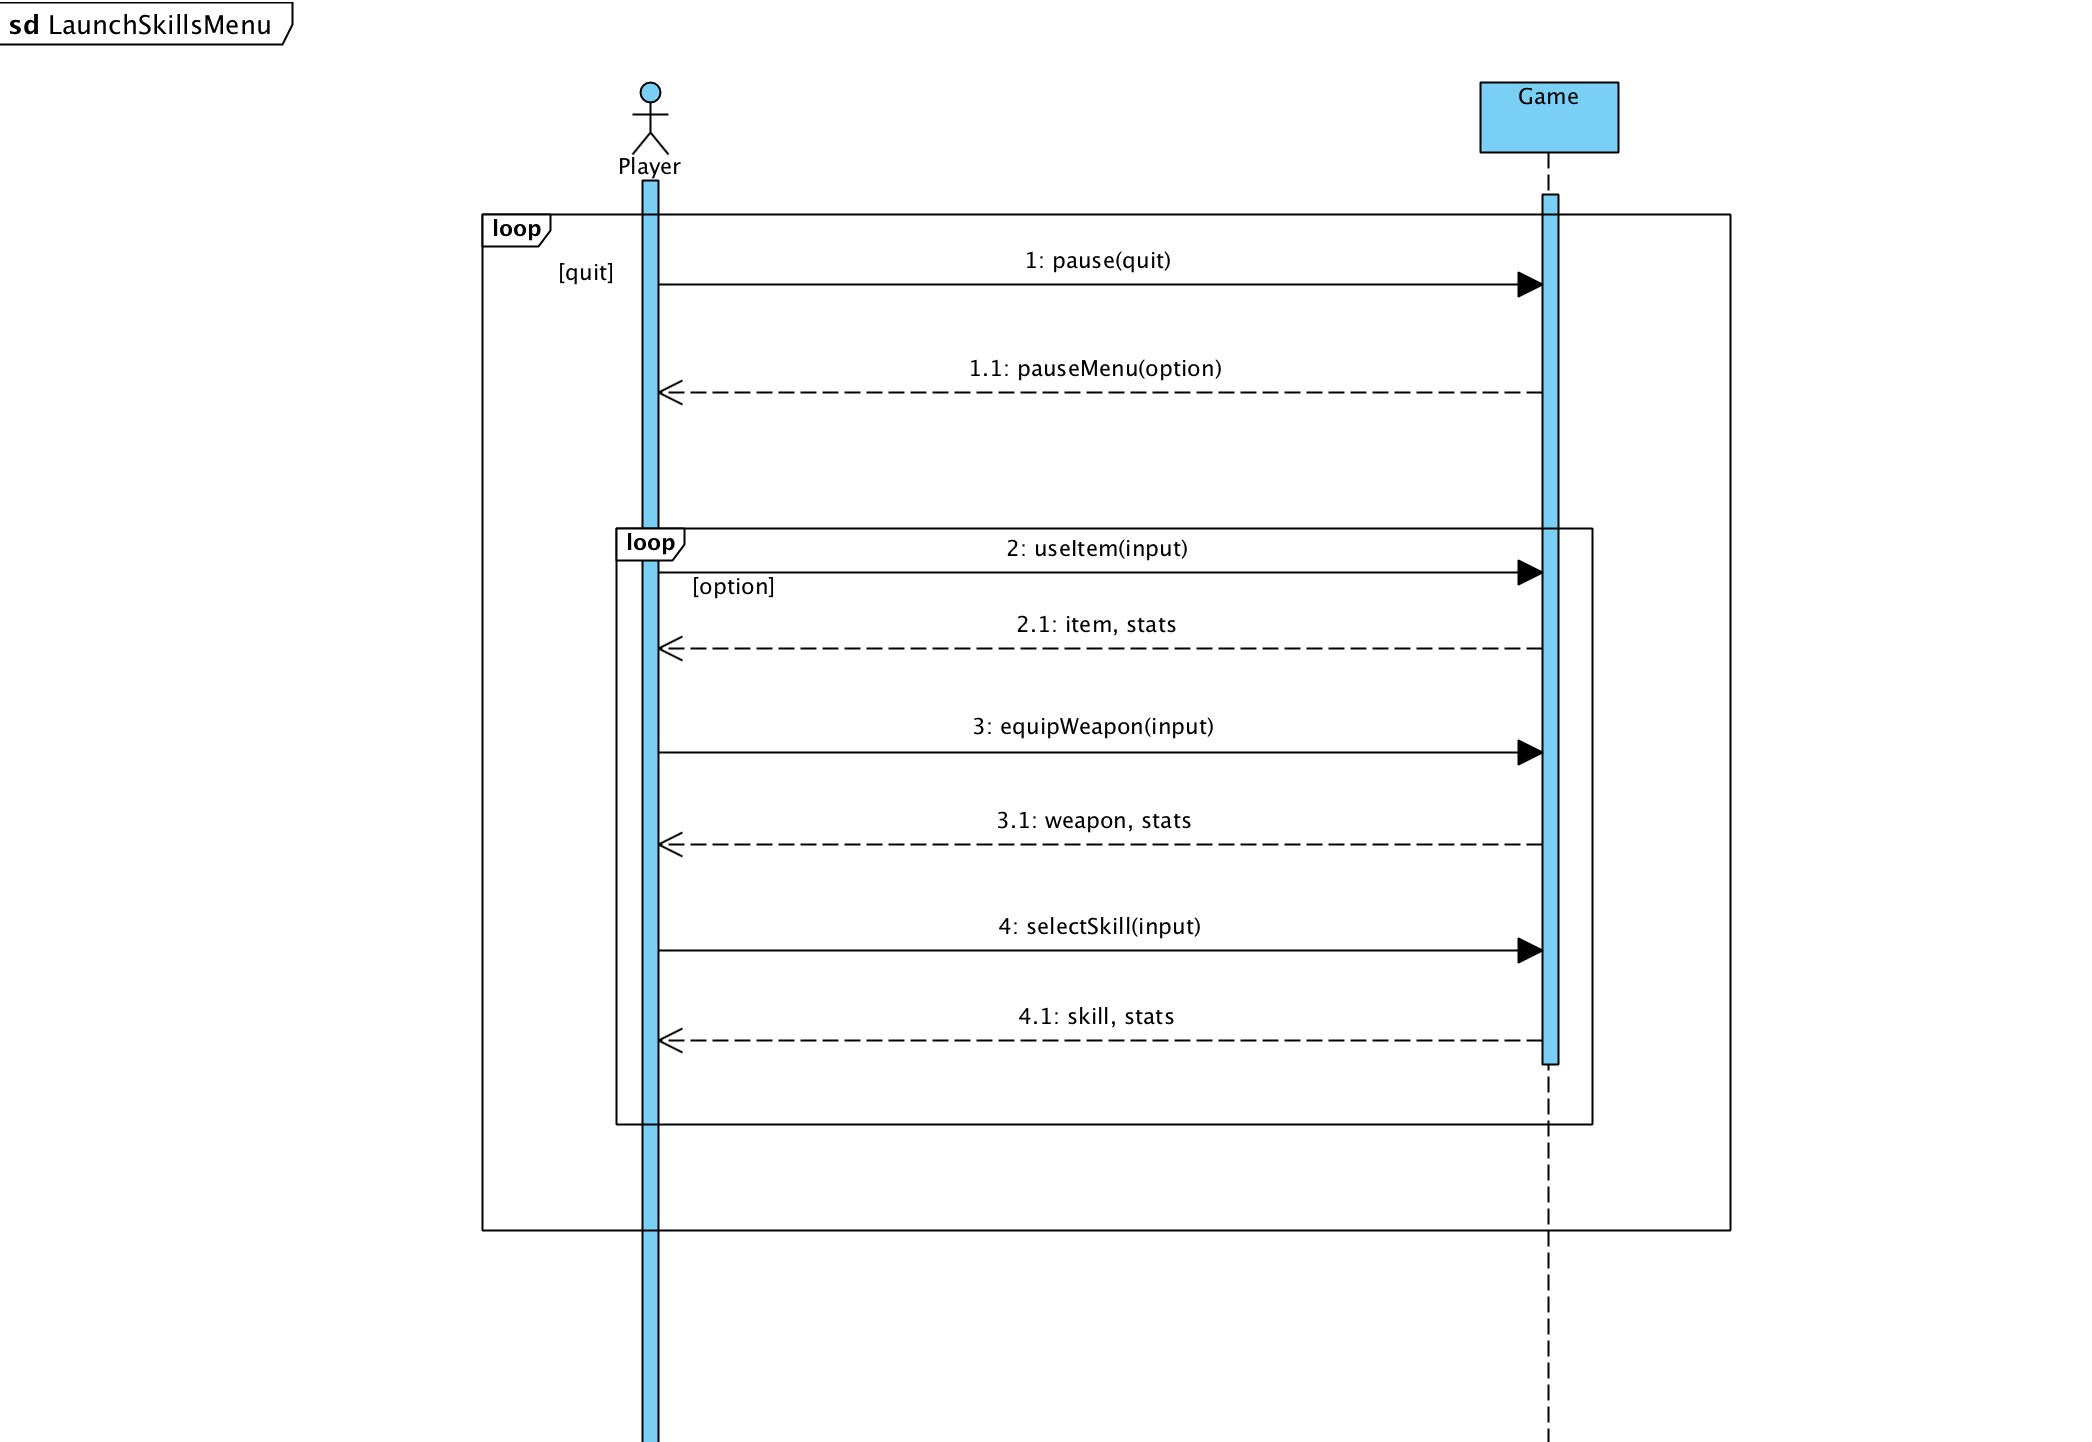 sd LaunchSkillsMenu
Player
Game
loop
[quit]
1: pause(quit)
1.1: pauseMenu(option)
loop
2: useItem(input)
[option]
2.1: item, stats
3: equipWeapon(input)
3.1: weapon, stats
4: selectSkill(input)
4.1: skill, stats